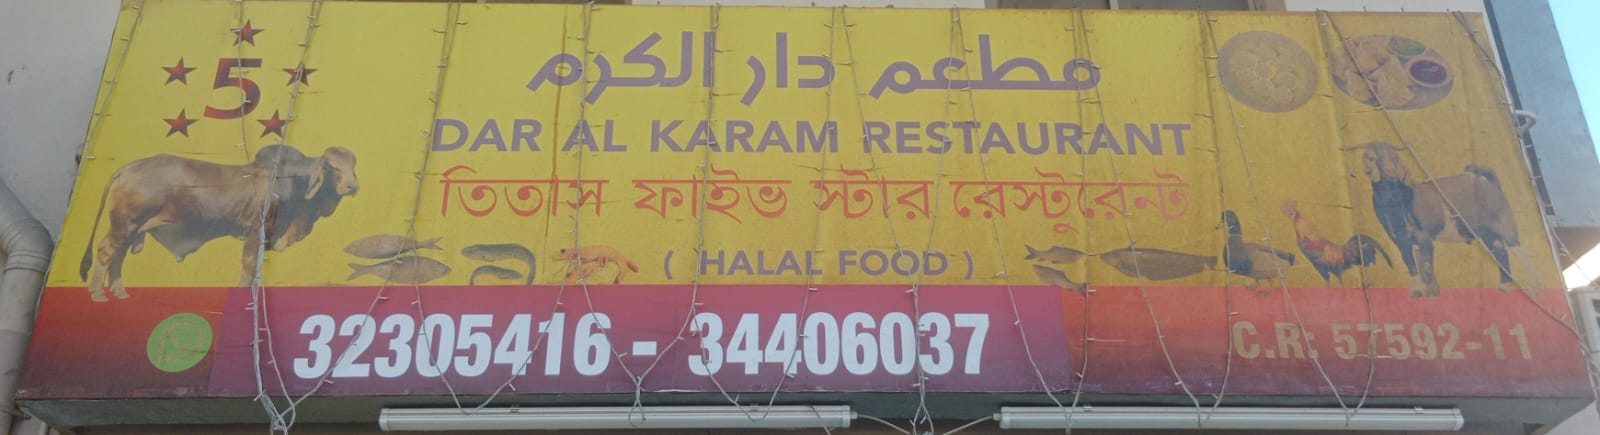 5
مطعم دار الكرم
DAR AL KARAM RESTAURANT
তিতাস ফাইভ স্টার রেস্টুরেন্ট
( HALAL FOOD )
32305416 - 34406037
C.R: 57592-11